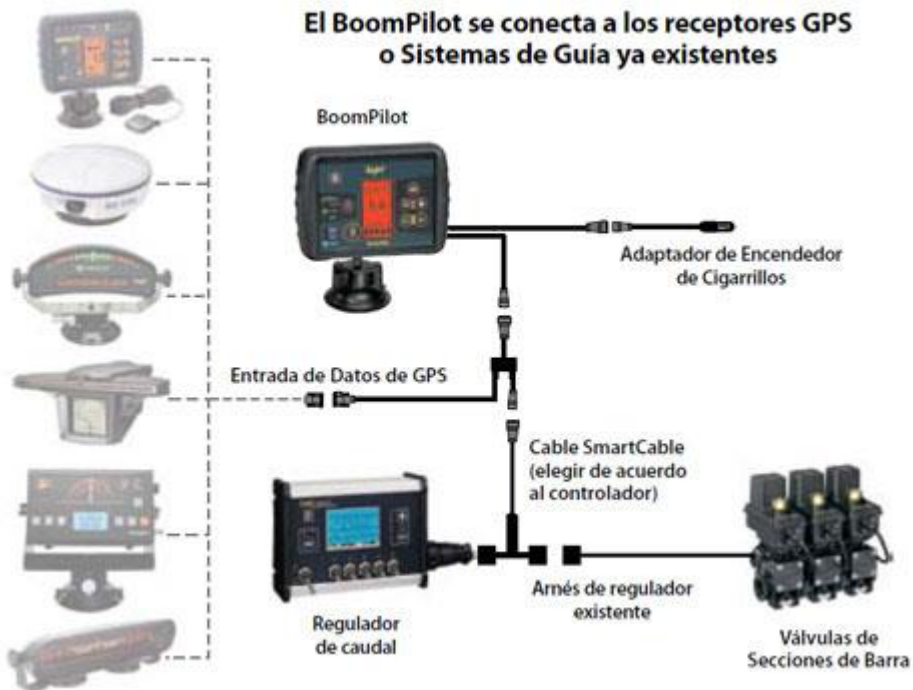 El BoomPilot se conecta a los receptores GPS
o Sistemas de Guía ya existentes
BoomPilot
Adaptador de Encendedor
de Cigarrillos
Entrada de Datos de GPS
Cable SmartCable
(elegir de acuerdo
al controlador)
Arnés de regulador
existente
Regulador
de caudal
Válvulas de
Secciones de Barra